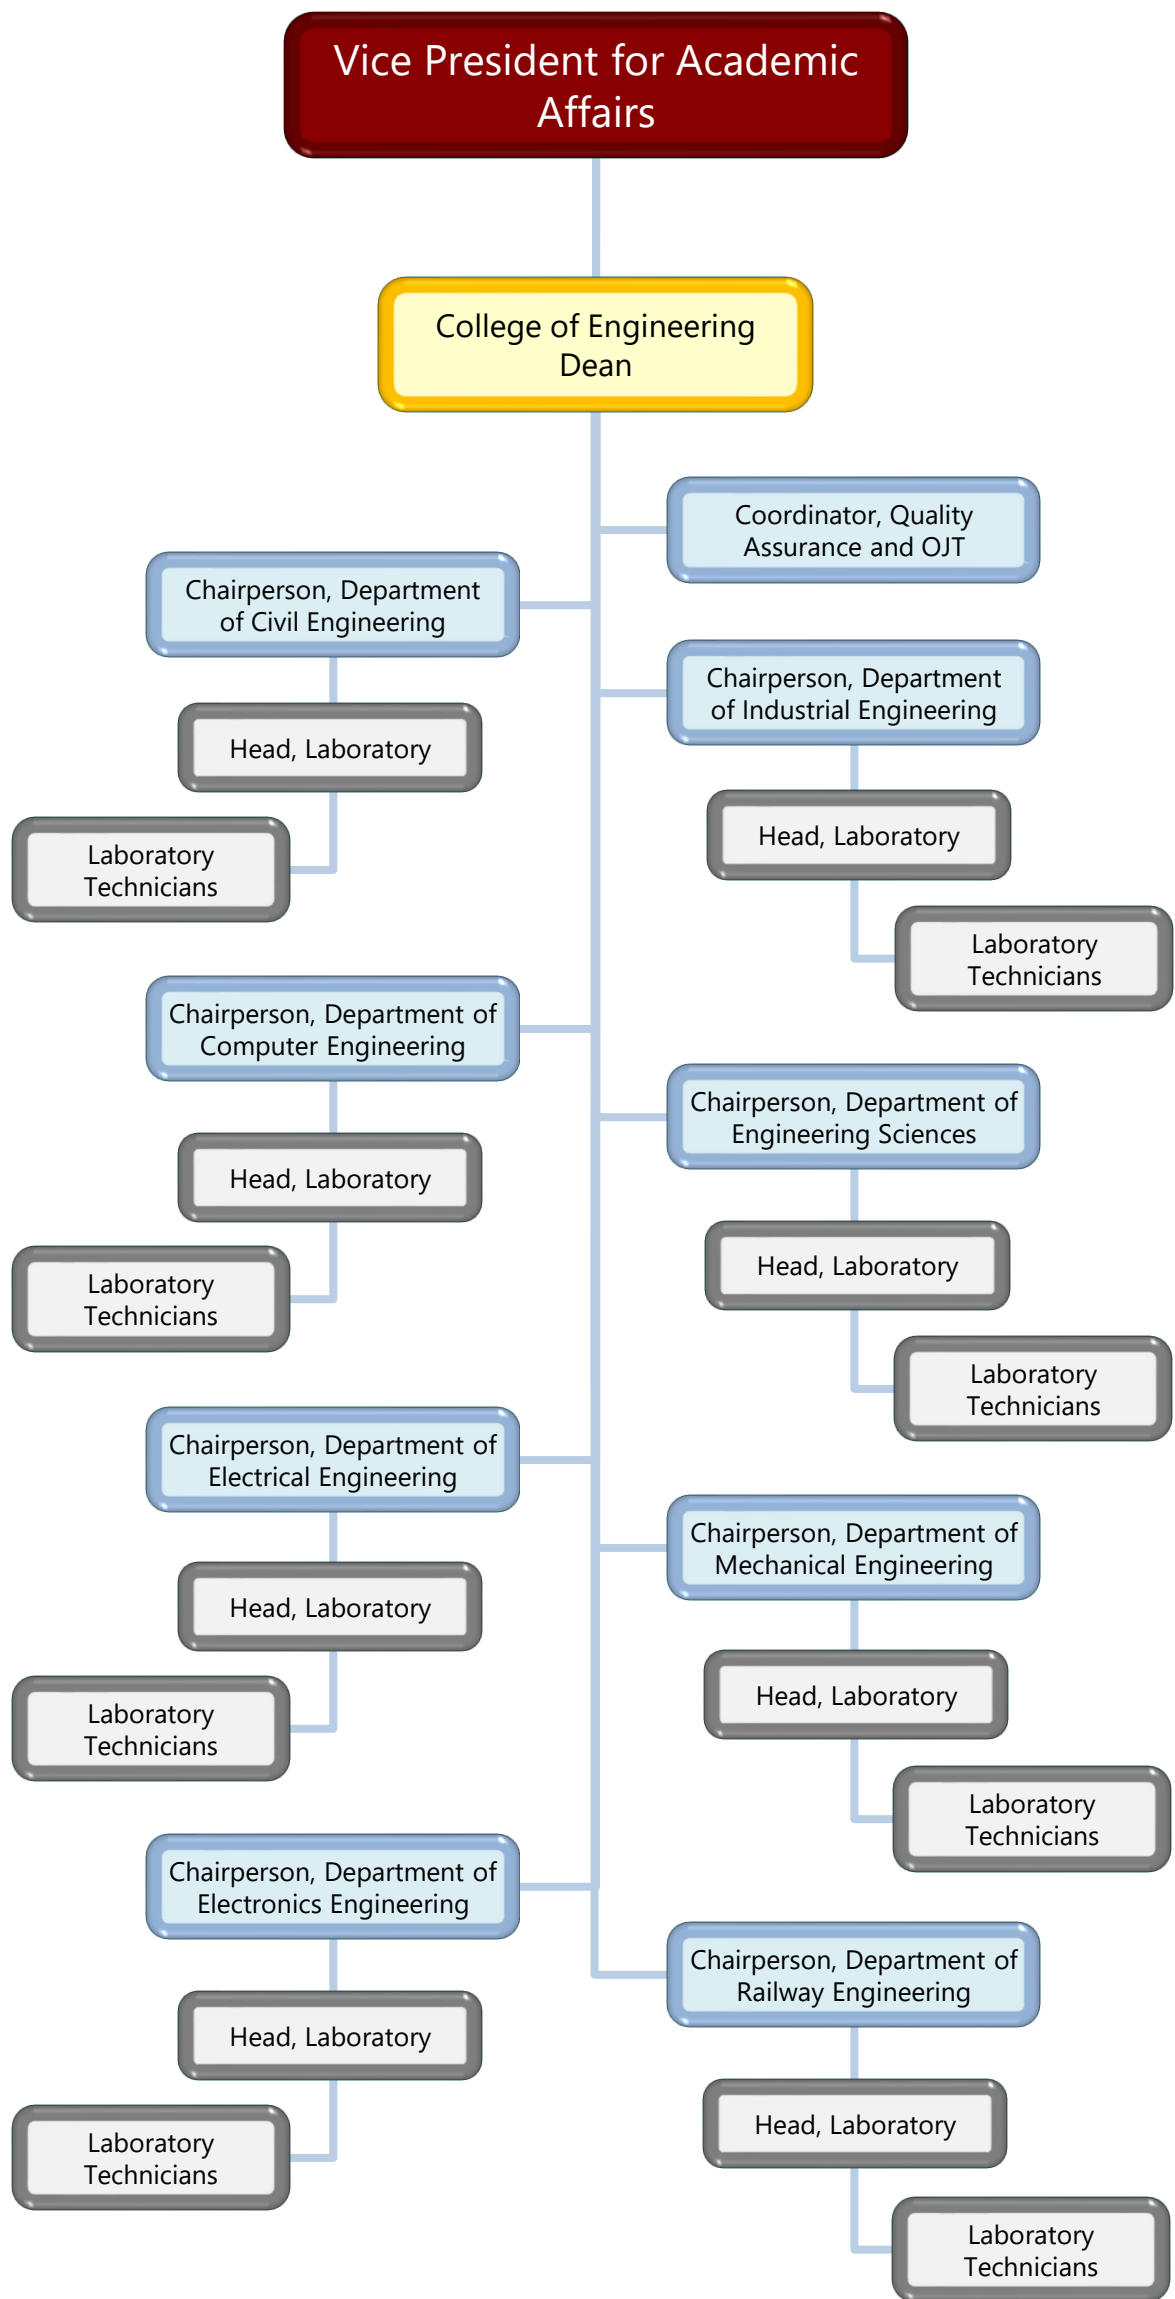 Vice President for Academic
Affairs
College of Engineering
Dean
Coordinator, Quality
Assurance and OJT
Chairperson, Department
of Civil Engineering
Head, Laboratory
Laboratory
Technicians
Chairperson, Department
of Industrial Engineering
Head, Laboratory
Laboratory
Technicians
Chairperson, Department of
Computer Engineering
Head, Laboratory
Laboratory
Technicians
Chairperson, Department of
Engineering Sciences
Head, Laboratory
Laboratory
Technicians
Chairperson, Department of
Electrical Engineering
Head, Laboratory
Laboratory
Technicians
Chairperson, Department of
Mechanical Engineering
Head, Laboratory
Laboratory
Technicians
Chairperson, Department of
Electronics Engineering
Head, Laboratory
Laboratory
Technicians
Chairperson, Department of
Railway Engineering
Head, Laboratory
Laboratory
Technicians